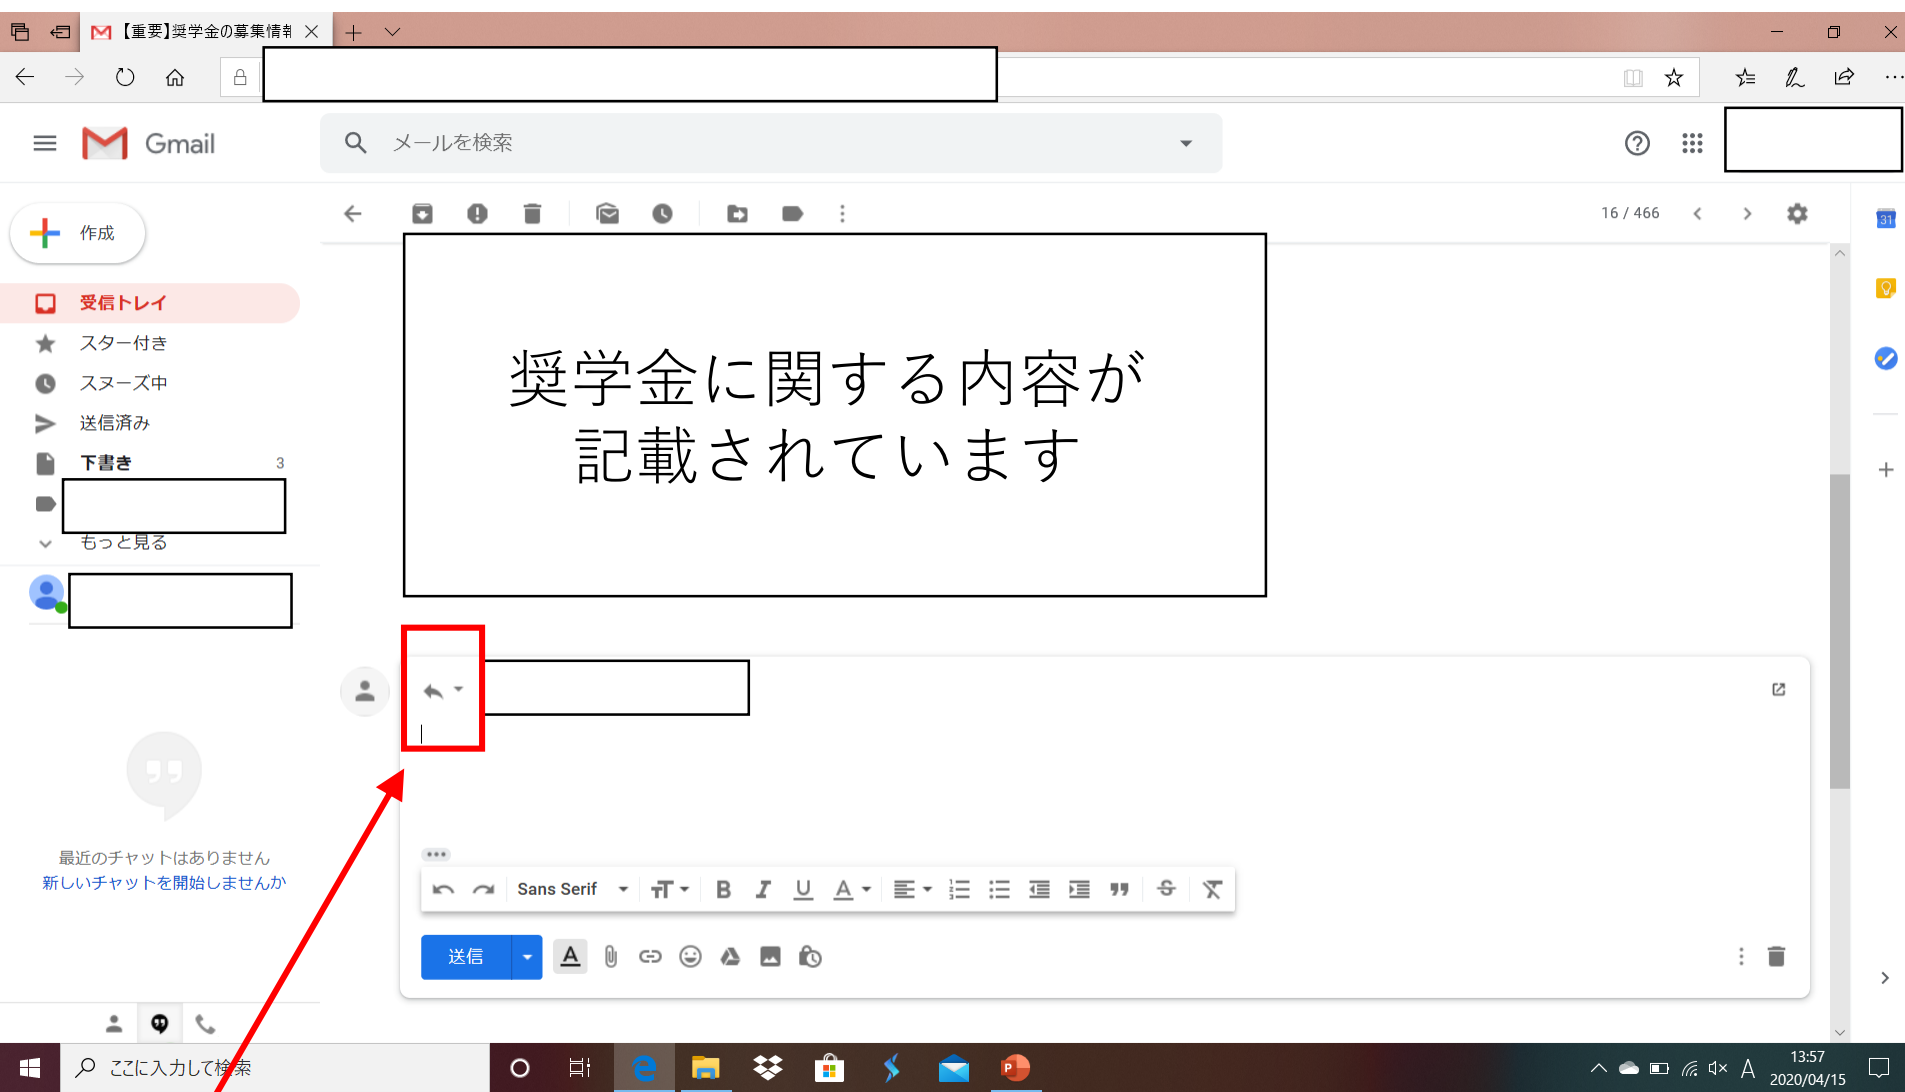 【重要】奨学金の募集情報
Gmail
メールを検索
作成
16 / 466
31
受信トレイ
スター付き
スヌーズ中
送信済み
下書き 3
もっと見る
奨学金に関する内容が
記載されています
最近のチャットはありません
新しいチャットを開始しませんか
Sans Serif
送信
ここに入力して検索
A
13:57
2020/04/15